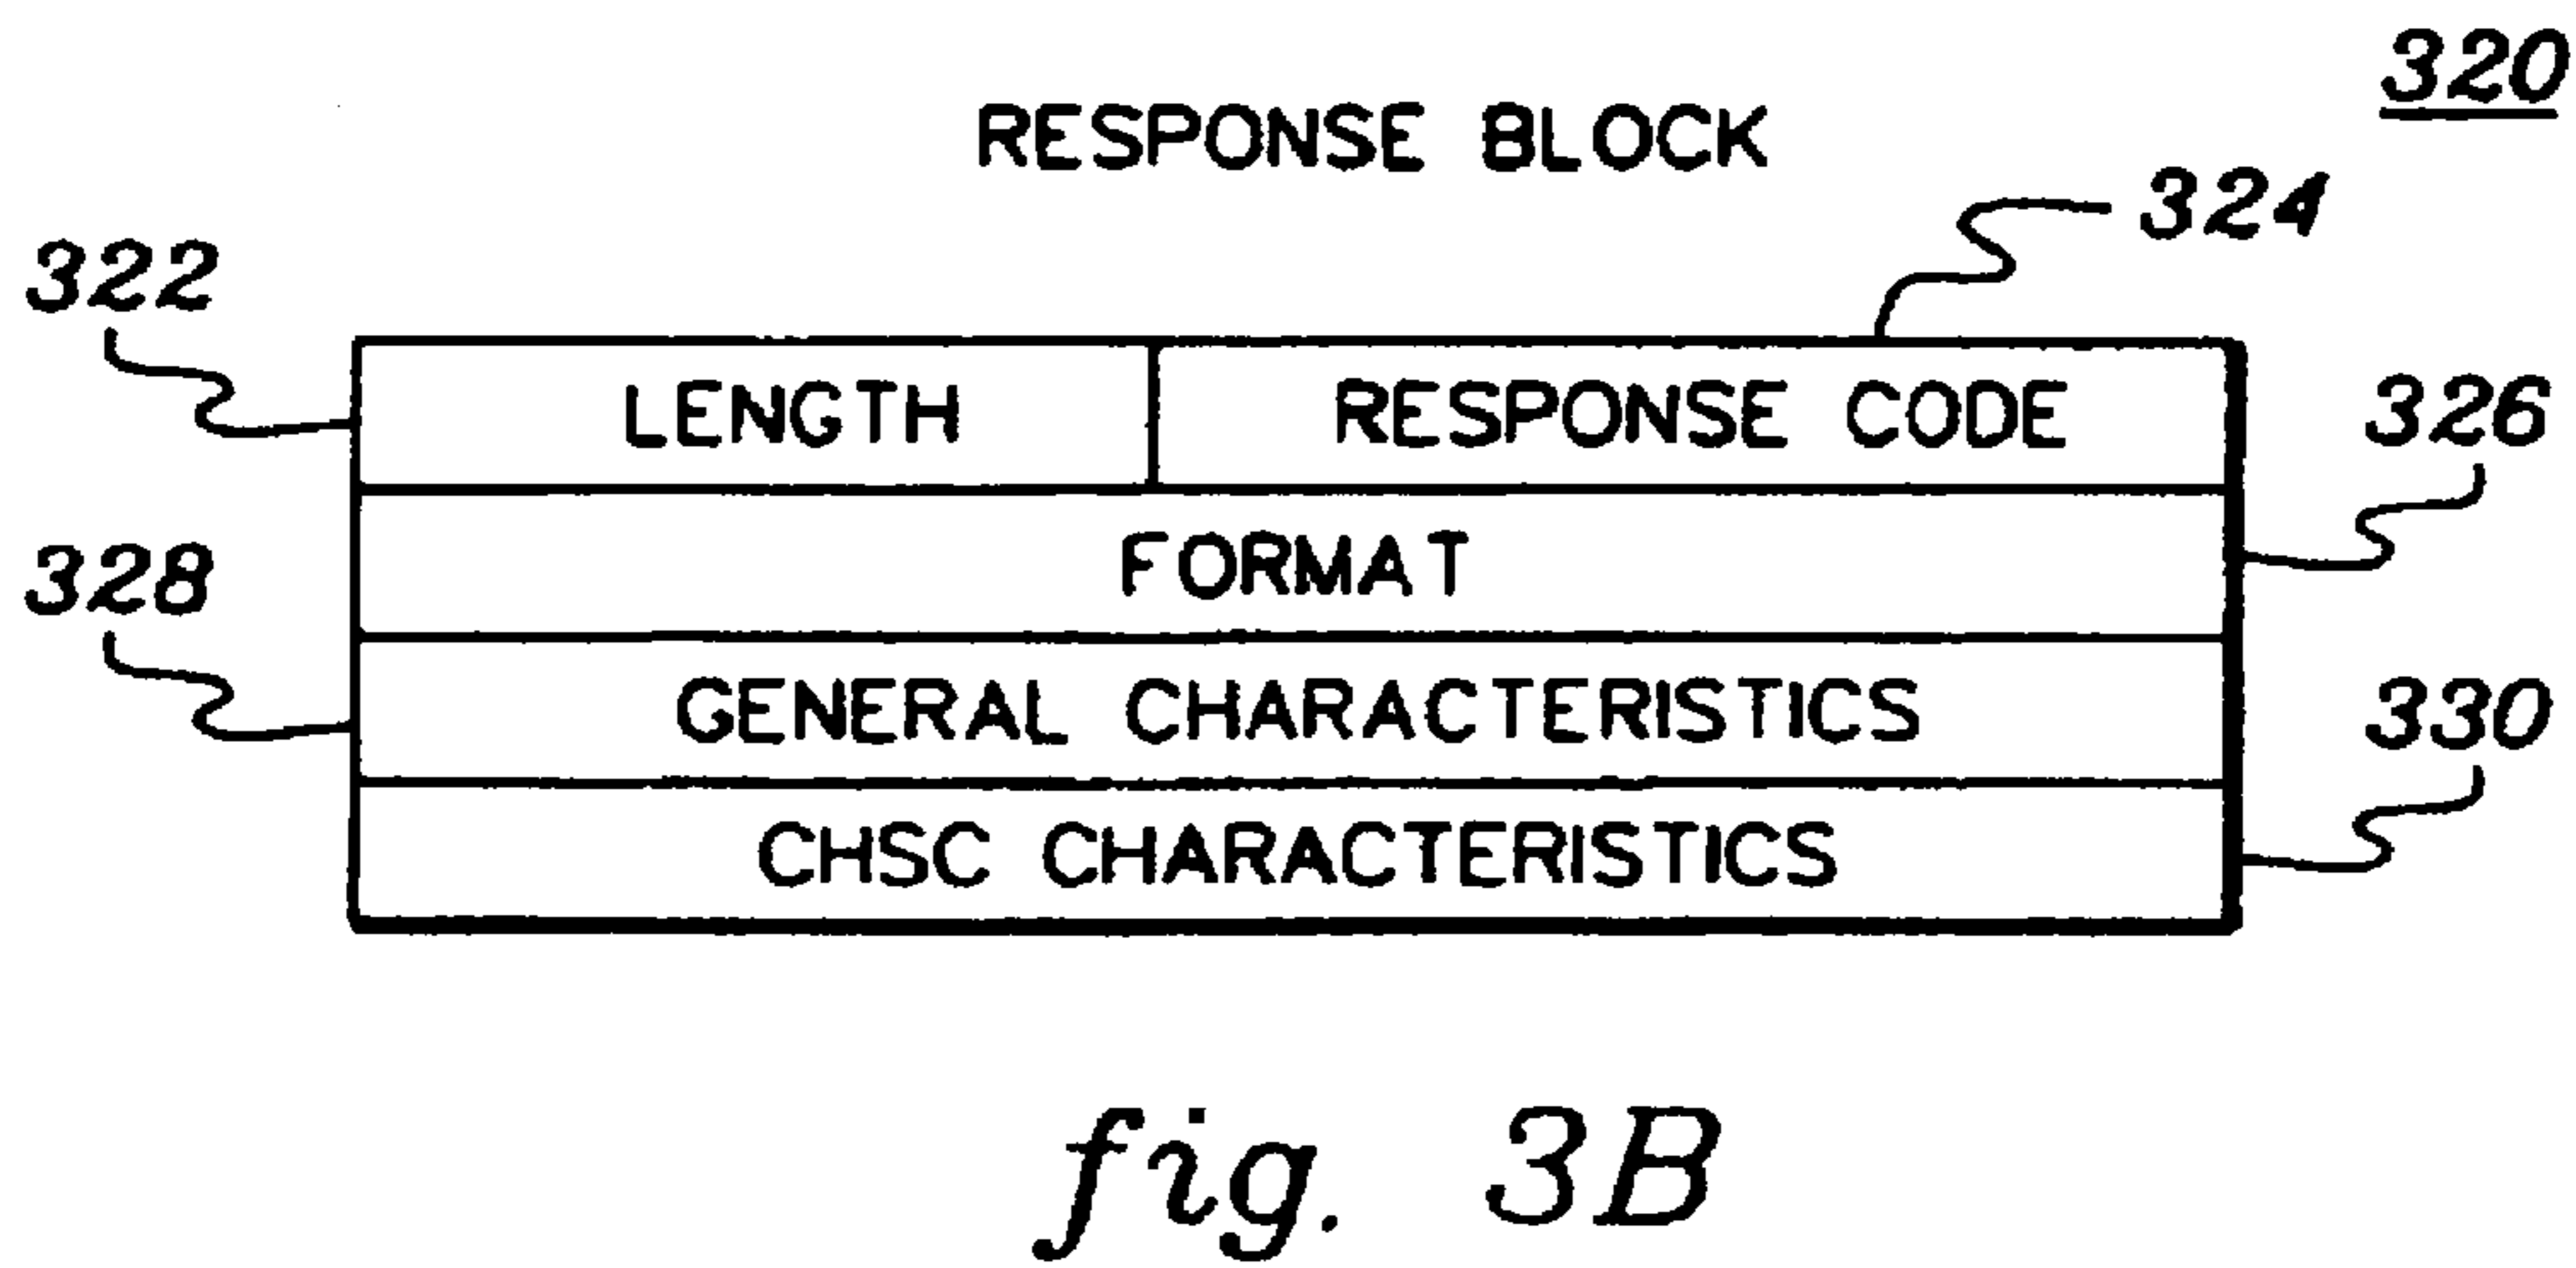 320
RESPONSE BLOCK
324
322
LENGTH RESPONSE CODE
326
FORMAT
328
GENERAL CHARACTERISTICS
330
CHSC CHARACTERISTICS
fig. 3B